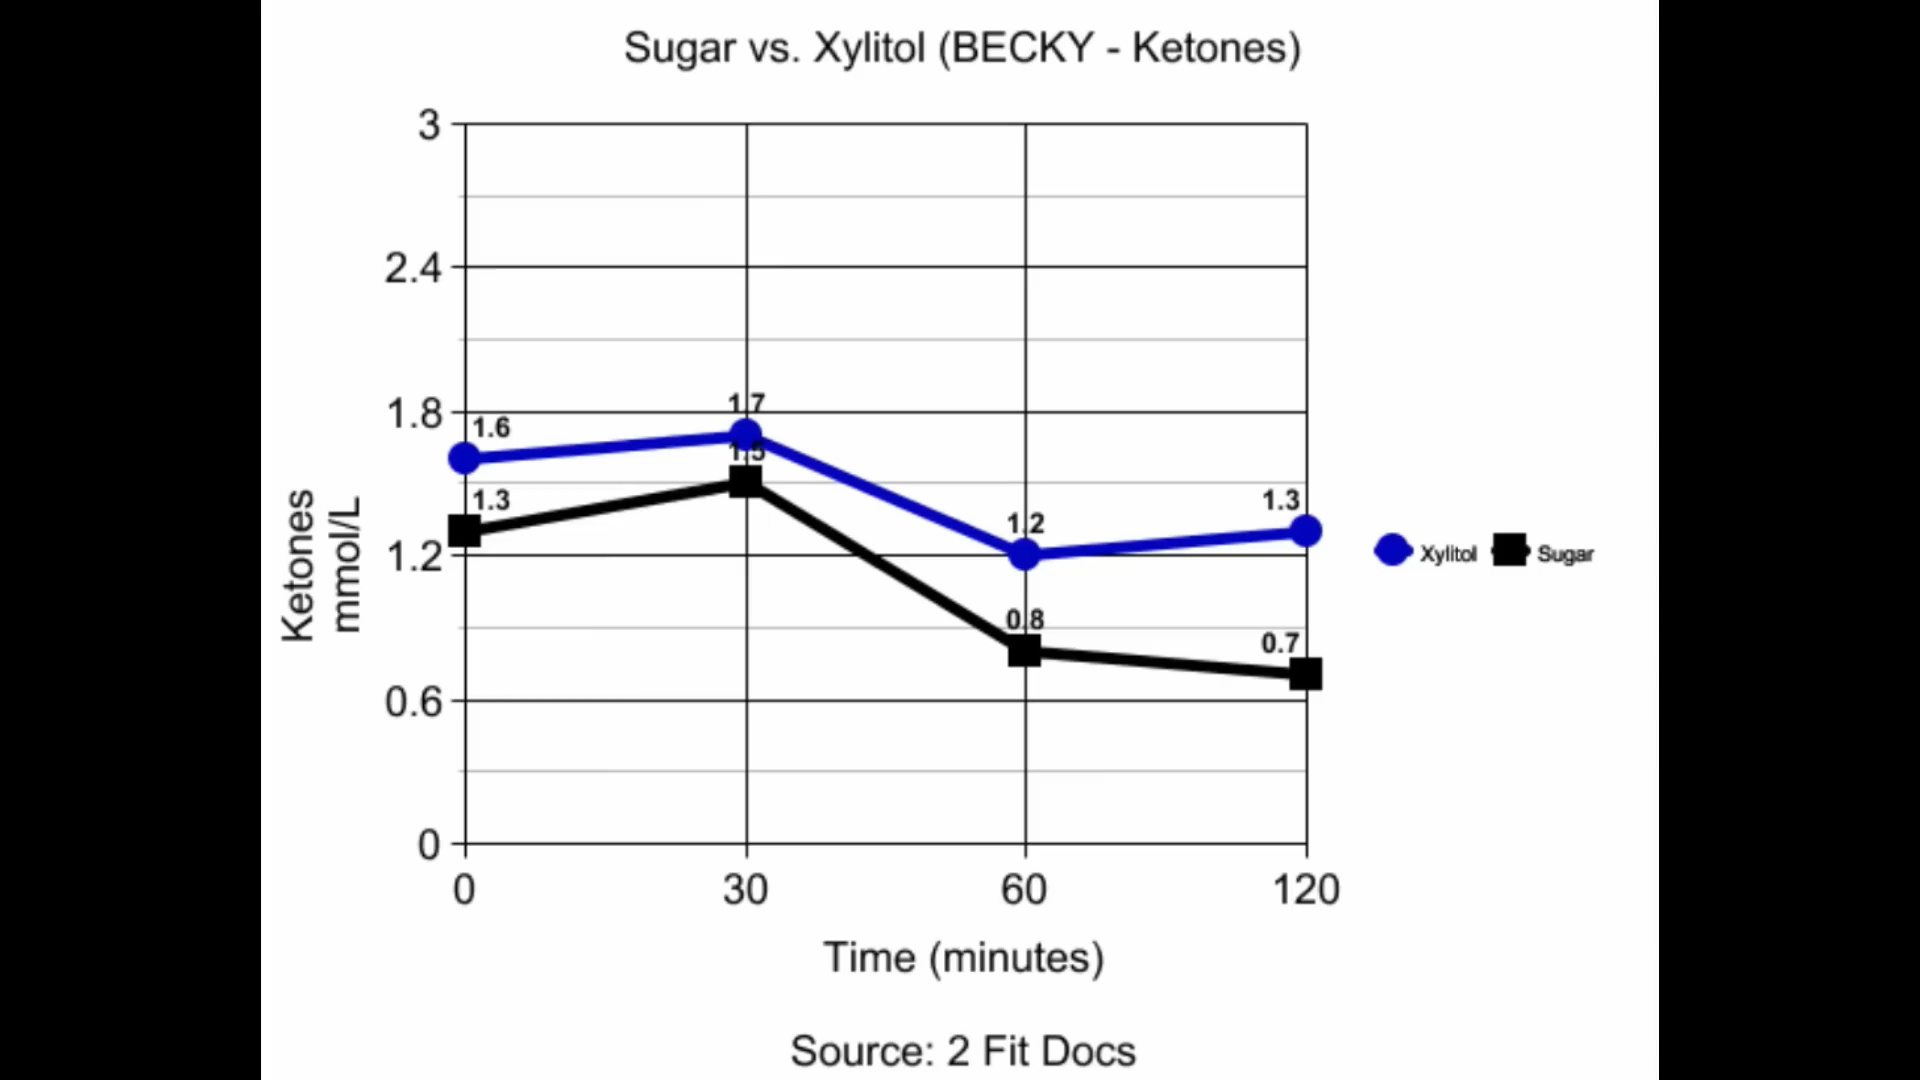 Sugar vs. Xylitol (BECKY - Ketones)
3
2.4
1.8
1.2
0.6
0
Ketones
mmol/L
1.6
1.7
1.2
1.3
1.3
1.5
0.8
0.7
Xylitol Sugar
0 30 60 120
Time (minutes)
Source: 2 Fit Docs